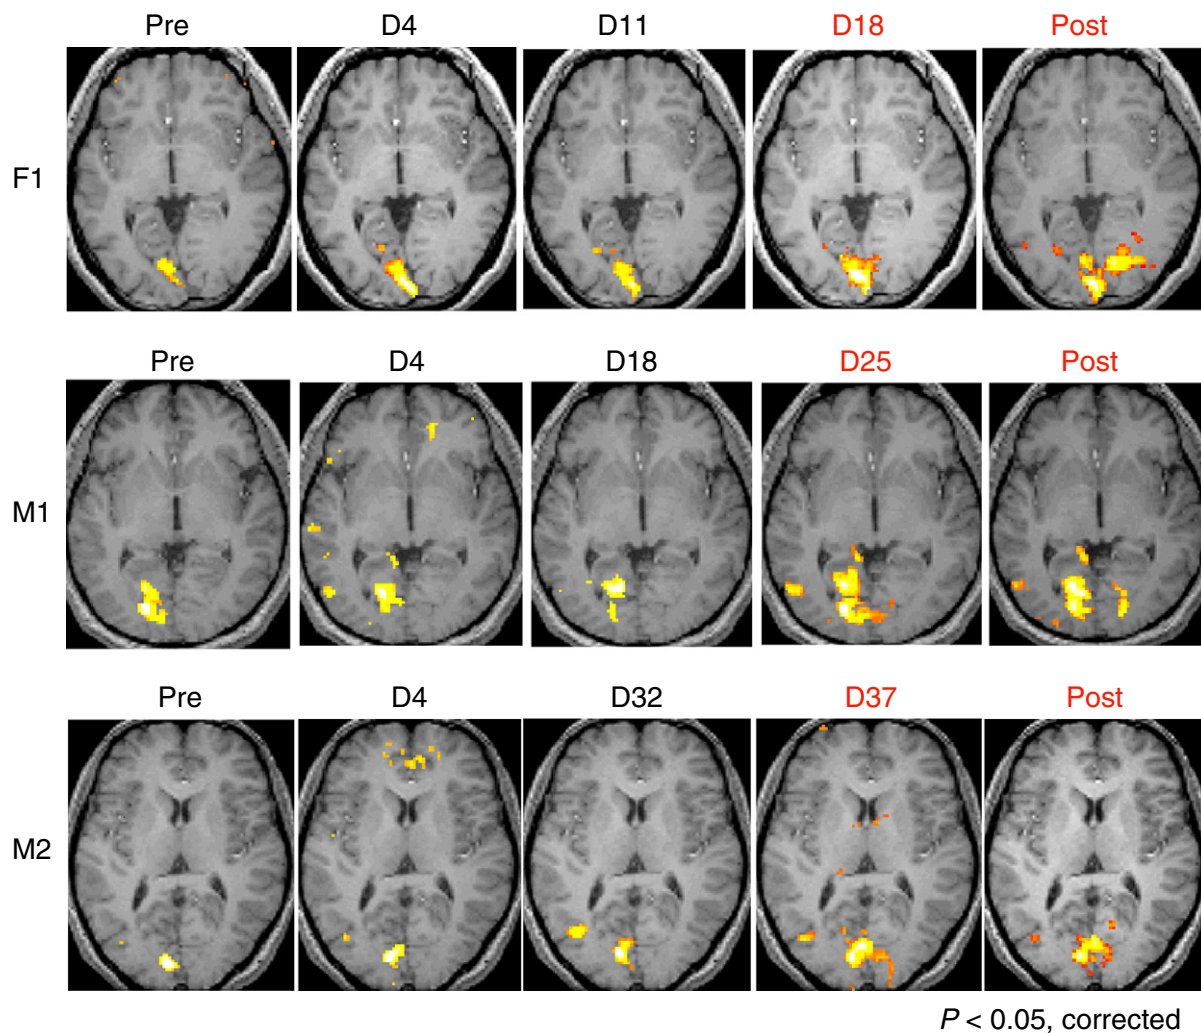 Pre D4 D11 D18 Post
F1
Pre D4 D18 D25 Post
M1
Pre D4 D32 D37 Post
M2
P < 0.05, corrected